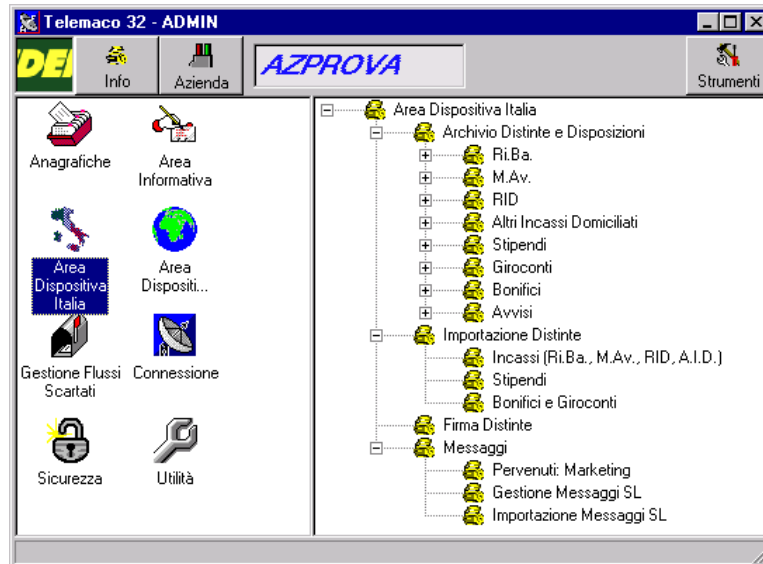 Telemaco 32 - ADMIN
Info
Azienda
AZPROVA
Strumenti
Anagrafiche
Area
Informativa
Area
Dispositiva
Italia
Area
Dispositi...
Gestione Flussi
Scartati
Connessione
Sicurezza
Utilità
Area Dispositiva Italia
Archivio Distinte e Disposizioni
Ri.Ba.
M.Av.
RID
Altri Incassi Domiciliati
Stipendi
Giroconti
Bonifici
Avvisi
Importazione Distinte
Incassi (Ri.Ba., M.Av., RID, A.I.D.)
Stipendi
Bonifici e Giroconti
Firma Distinte
Messaggi
Pervenuti: Marketing
Gestione Messaggi SL
Importazione Messaggi SL